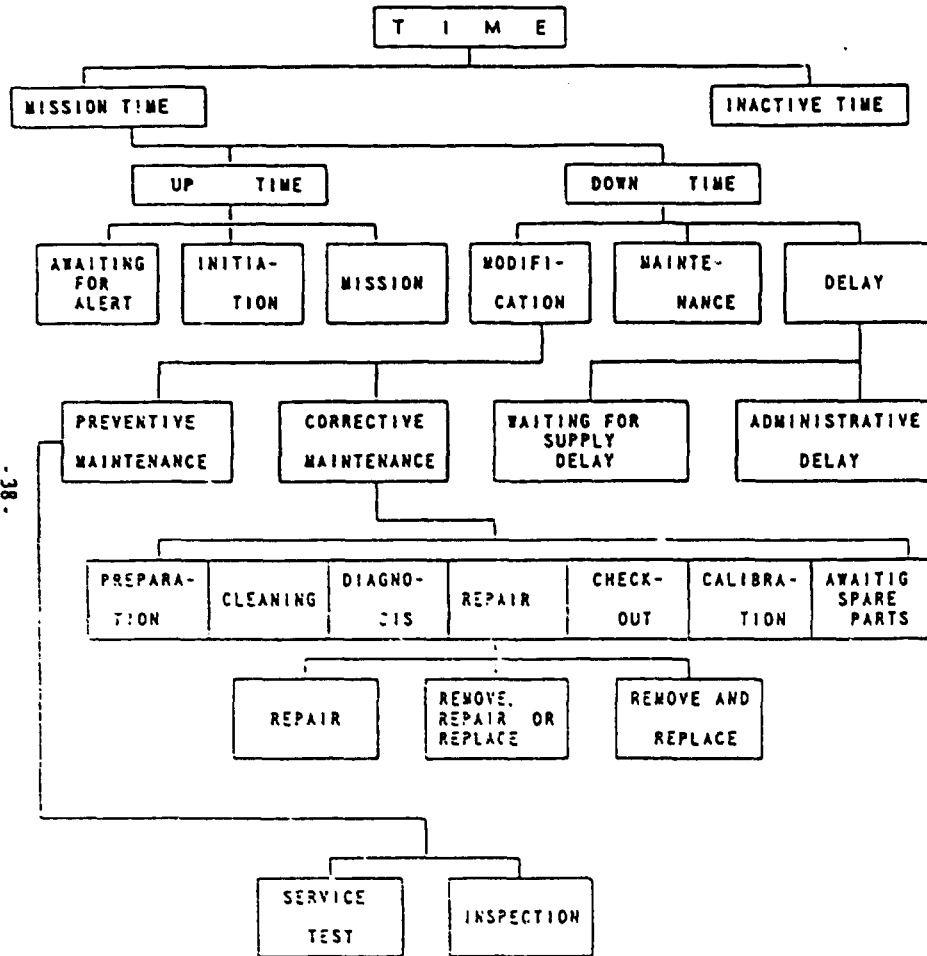 T I M E
MISSION TIME
INACTIVE TIME
UP TIME
DOWN TIME
AWAITING
FOR
ALERT
INITIA-
TION
MISSION
MODIFI-
CATION
MAINTE-
NANCE
DELAY
PREVENTIVE
MAINTENANCE
CORRECTIVE
MAINTENANCE
WAITING FOR
SUPPLY
DELAY
ADMINISTRATIVE
DELAY
- 38 -
PREPARA-
TION
CLEANING
DIAGNO-
CIS
REPAIR
CHECK-
OUT
CALIBRA-
TION
AWAITIG
SPARE
PARTS
REPAIR
REMOVE,
REPAIR OR
REPLACE
REMOVE AND
REPLACE
SERVICE
TEST
INSPECTION